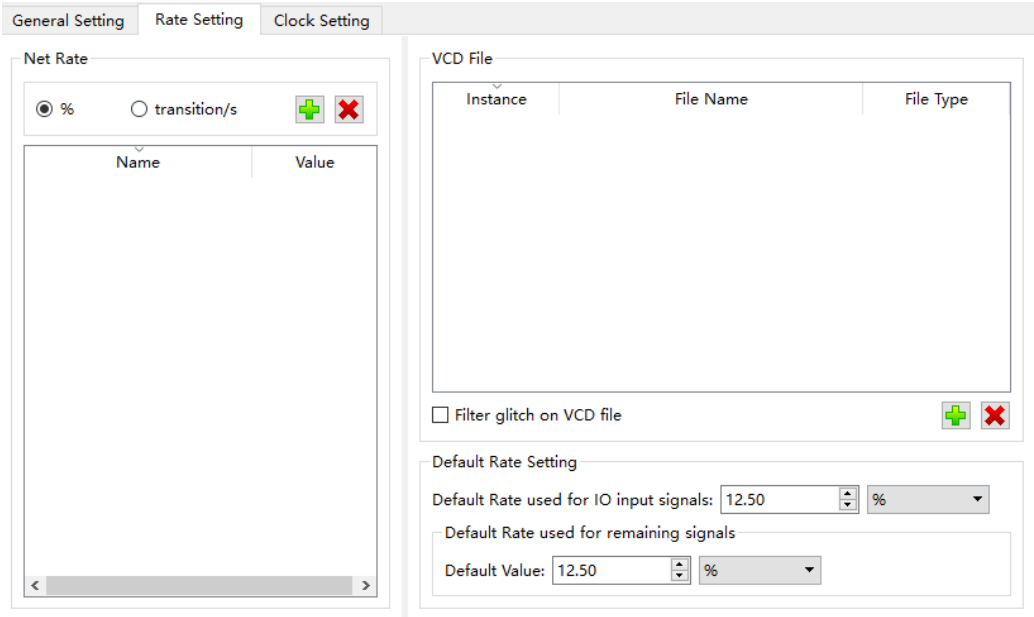 General Setting Rate Setting Clock Setting
Net Rate
% transition/s
Name Value
VCD File
Instance File Name File Type
Filter glitch on VCD file
Default Rate Setting
Default Rate used for IO input signals: 12.50 %
Default Rate used for remaining signals
Default Value: 12.50 %